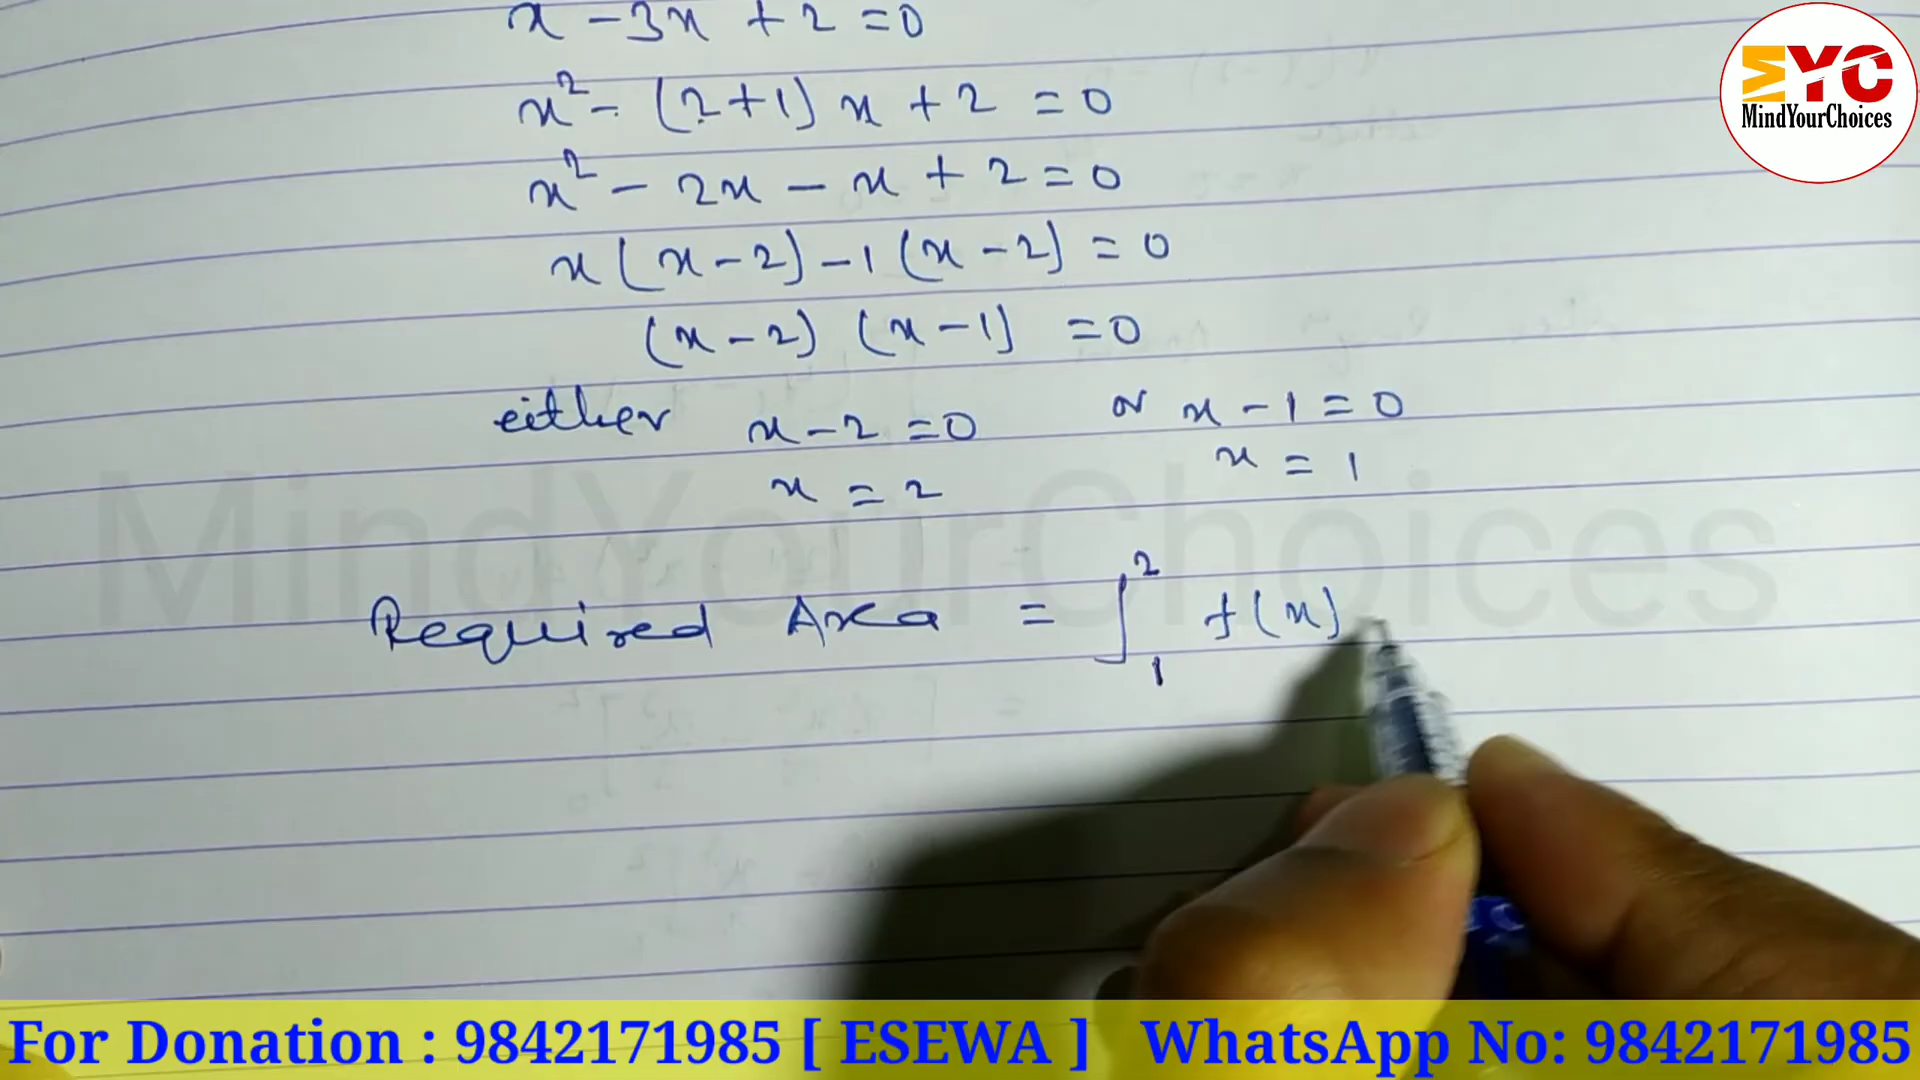 x - 3x + 2 = 0
x² - (2+1) x + 2 = 0
x² - 2x - x + 2 = 0
x (x - 2) - 1 (x - 2) = 0
(x - 2) (x - 1) = 0
either x - 2 = 0 or x - 1 = 0
x = 2 x = 1
Required Area = ∫₁² f(x)
MYC
MindYourChoices
MindYourChoices
For Donation : 9842171985 [ ESEWA ] WhatsApp No: 9842171985